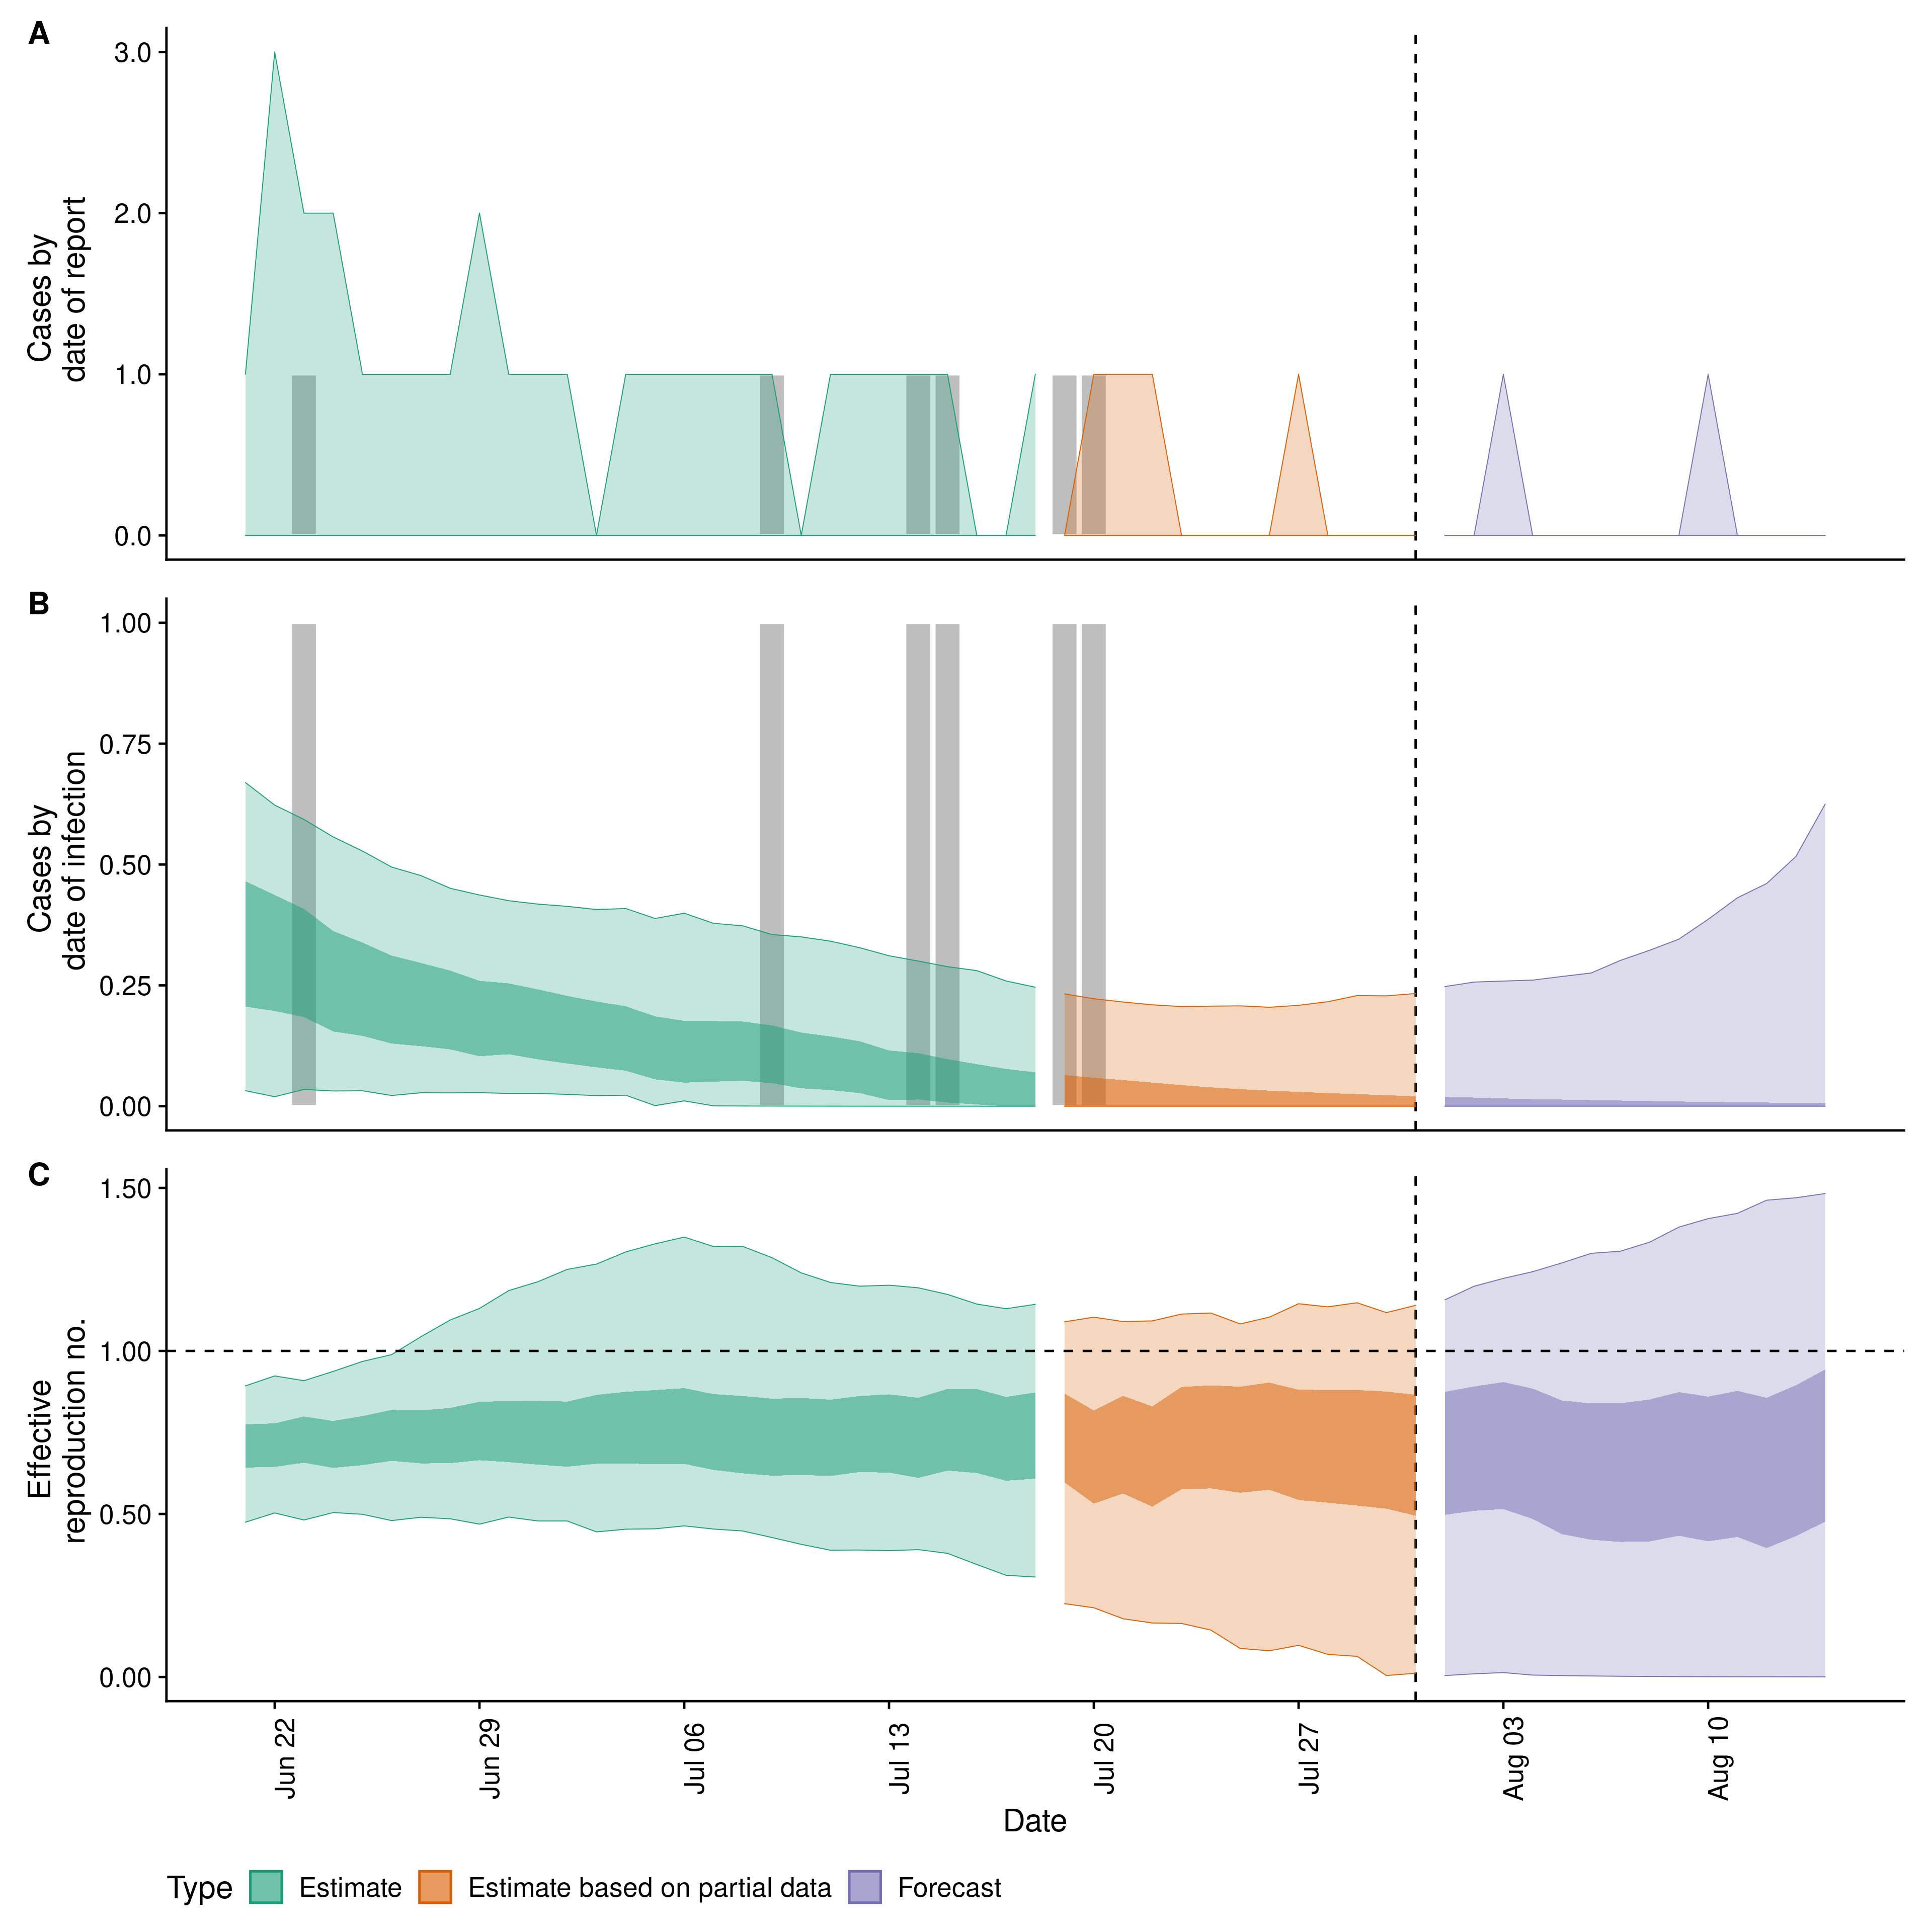 A
3.0
2.0
1.0
0.0
Cases by
date of report
B
1.00
0.75
0.50
0.25
0.00
Cases by
date of infection
C
1.50
1.00
0.50
0.00
Effective
reproduction no.
Jun 22
Jun 29
Jul 06
Jul 13
Jul 20
Jul 27
Aug 03
Aug 10
Date
Type Estimate Estimate based on partial data Forecast